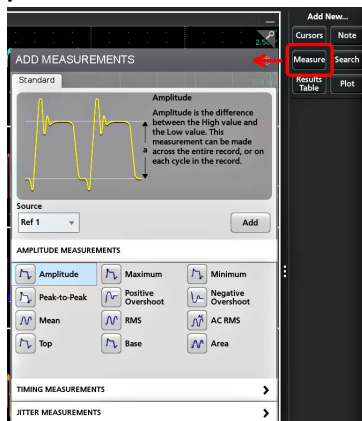 Add New...
Cursors
Note
Measure
Search
Results
Table
Plot
ADD MEASUREMENTS
Standard
Amplitude
Amplitude is the difference
between the High value and
the Low value. This
measurement can be made
across the entire record, or on
each cycle in the record.
a
Source
Ref 1
Add
AMPLITUDE MEASUREMENTS
Amplitude
Maximum
Minimum
Peak-to-Peak
Positive
Overshoot
Negative
Overshoot
Mean
RMS
AC RMS
Top
Base
Area
TIMING MEASUREMENTS
JITTER MEASUREMENTS